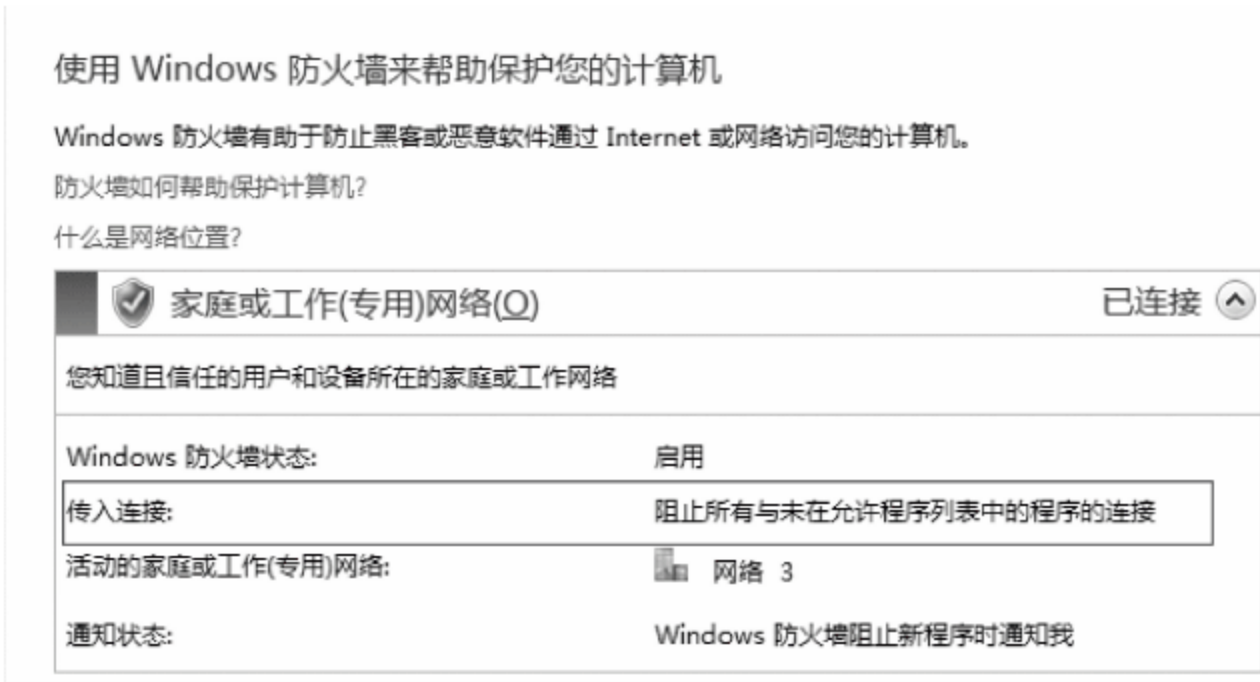 使用 Windows 防火墙来帮助保护您的计算机
Windows 防火墙有助于防止黑客或恶意软件通过 Internet 或网络访问您的计算机。
防火墙如何帮助保护计算机?
什么是网络位置?
家庭或工作(专用)网络(O) 已连接
您知道且信任的用户和设备所在的家庭或工作网络
Windows 防火墙状态: 启用
传入连接: 阻止所有与未在允许程序列表中的程序的连接
活动的家庭或工作(专用)网络: 网络 3
通知状态: Windows 防火墙阻止新程序时通知我